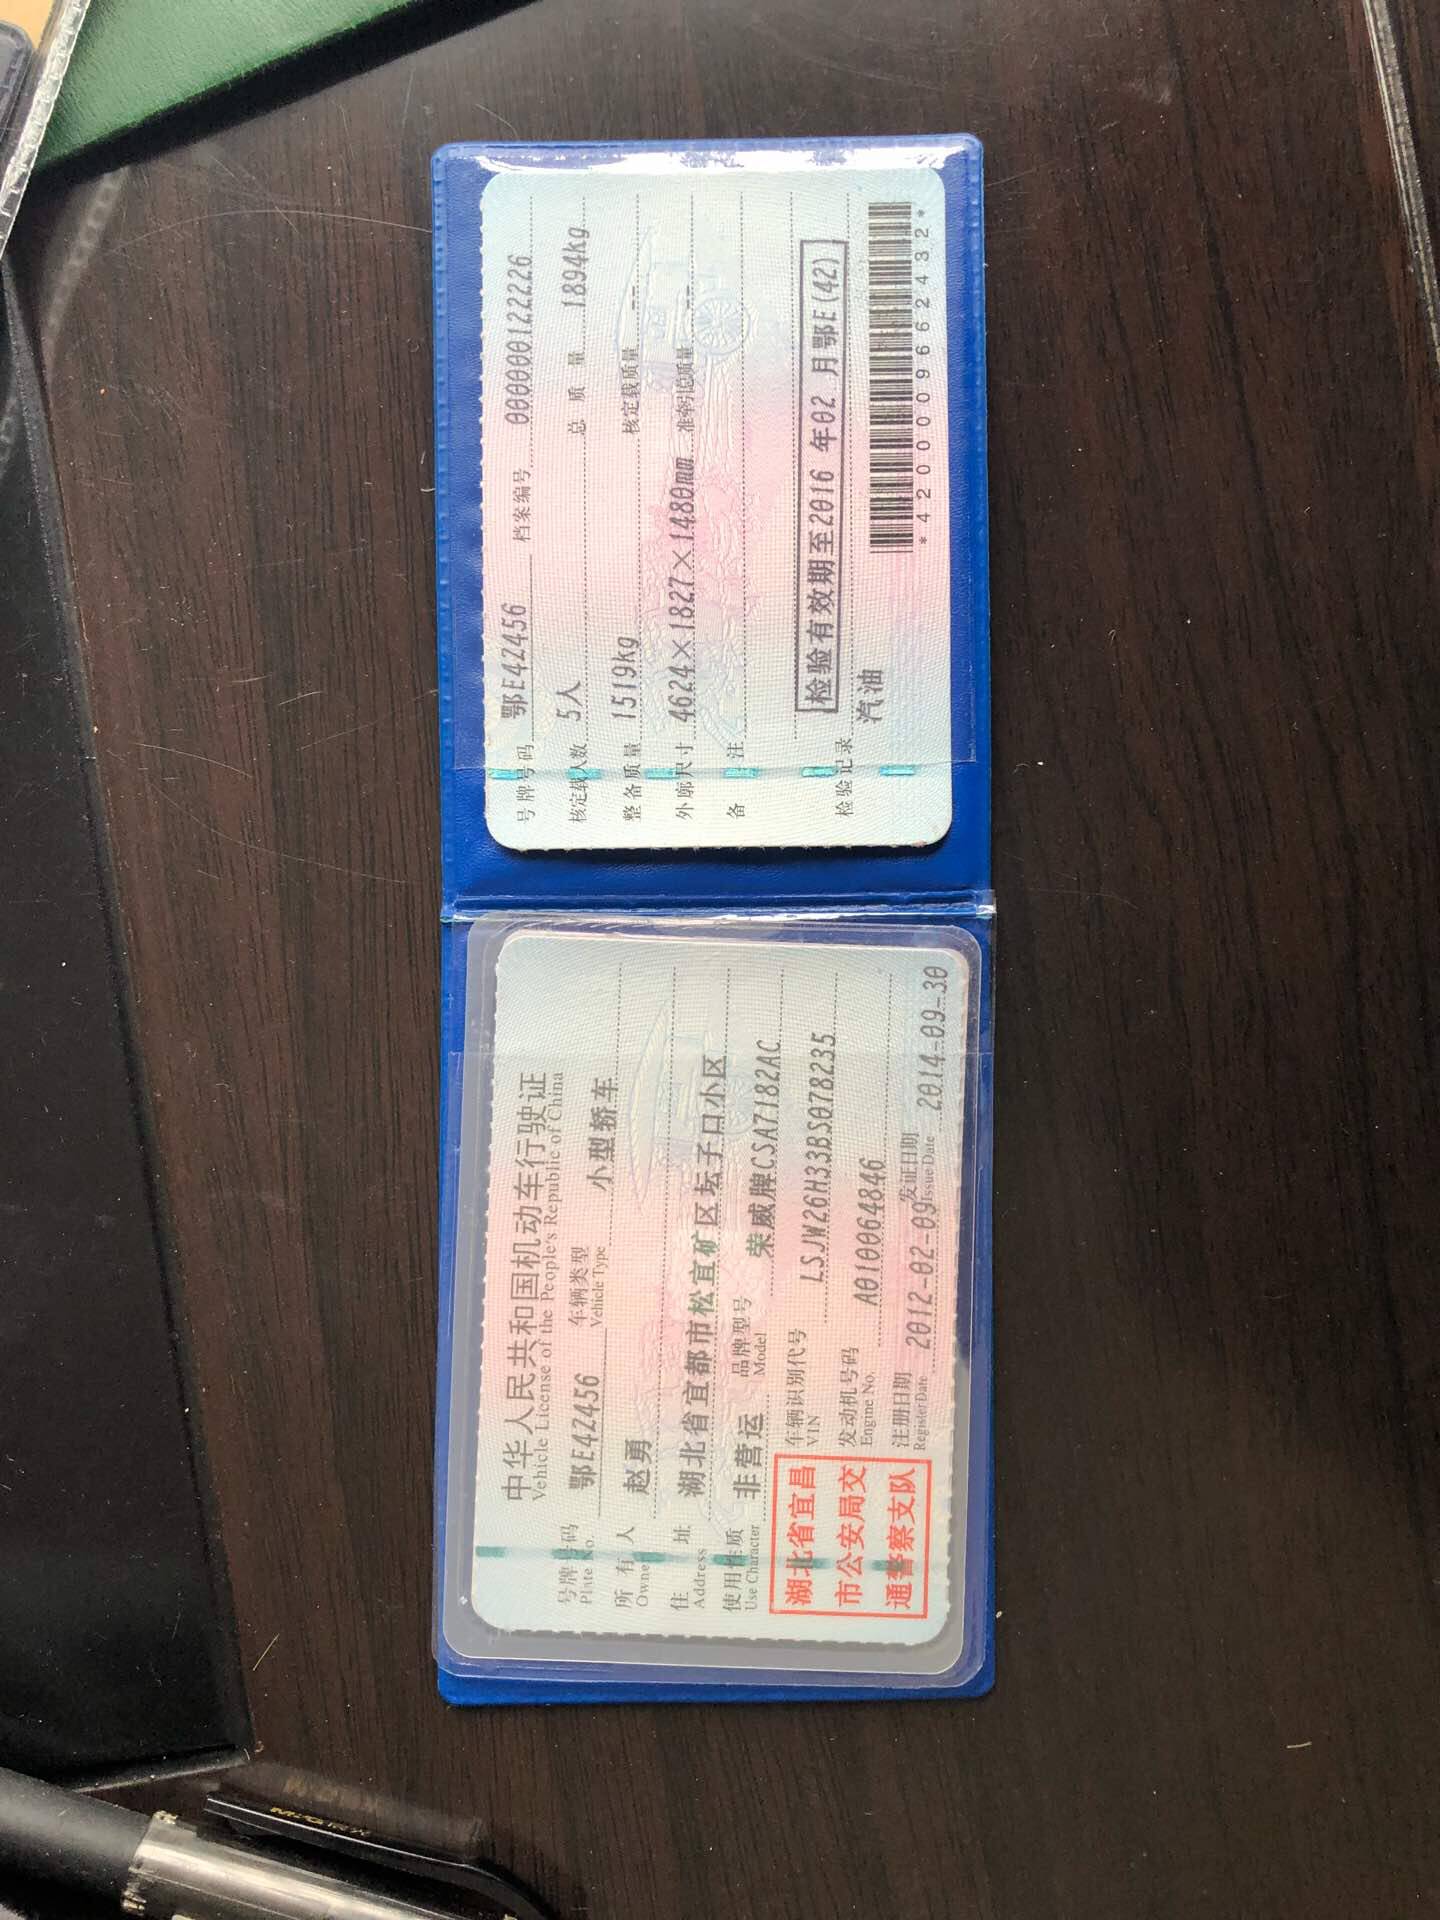 中华人民共和国机动车行驶证
Vehicle License of the People's Republic of China
号牌号码 鄂E4Z456 车辆类型 小型轿车
Plate No. Vehicle Type
所有人 赵勇
Owner
住址 湖北省宜都市松宜矿区坛子口小区
Address
使用性质 非营运 品牌型号 荣威牌CSA7182AC
Use Character Model
湖北省宜昌
市公安局交
通警察支队
车辆识别代号 LSJW26H33BS078235
VIN
发动机号码 A010064846
Engine No.
注册日期 2012-02-09 发证日期 2014-09-30
Register Date Issue Date
号牌号码 鄂E4Z456 档案编号 000000122226
核定载人数 5人 总质量 1894kg
整备质量 1519kg 核定载质量 --
外廓尺寸 4624×1827×1480mm 准牵引总质量 --
备注
检验有效期至2016年02月鄂E(42)
检验记录
汽油
*4200009662432*